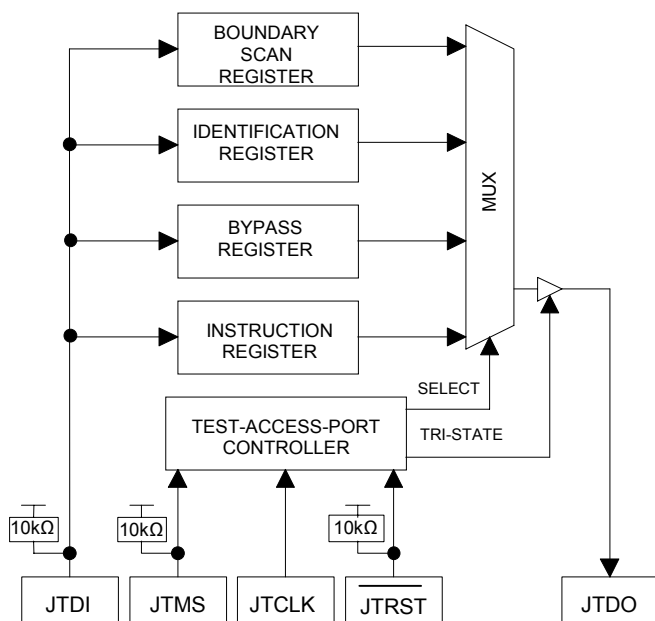 BOUNDARY
SCAN
REGISTER
IDENTIFICATION
REGISTER
BYPASS
REGISTER
INSTRUCTION
REGISTER
MUX
SELECT
TEST-ACCESS-PORT
CONTROLLER
TRI-STATE
10kΩ
10kΩ
10kΩ
JTDI
JTMS
JTCLK
JTRST
JTDO